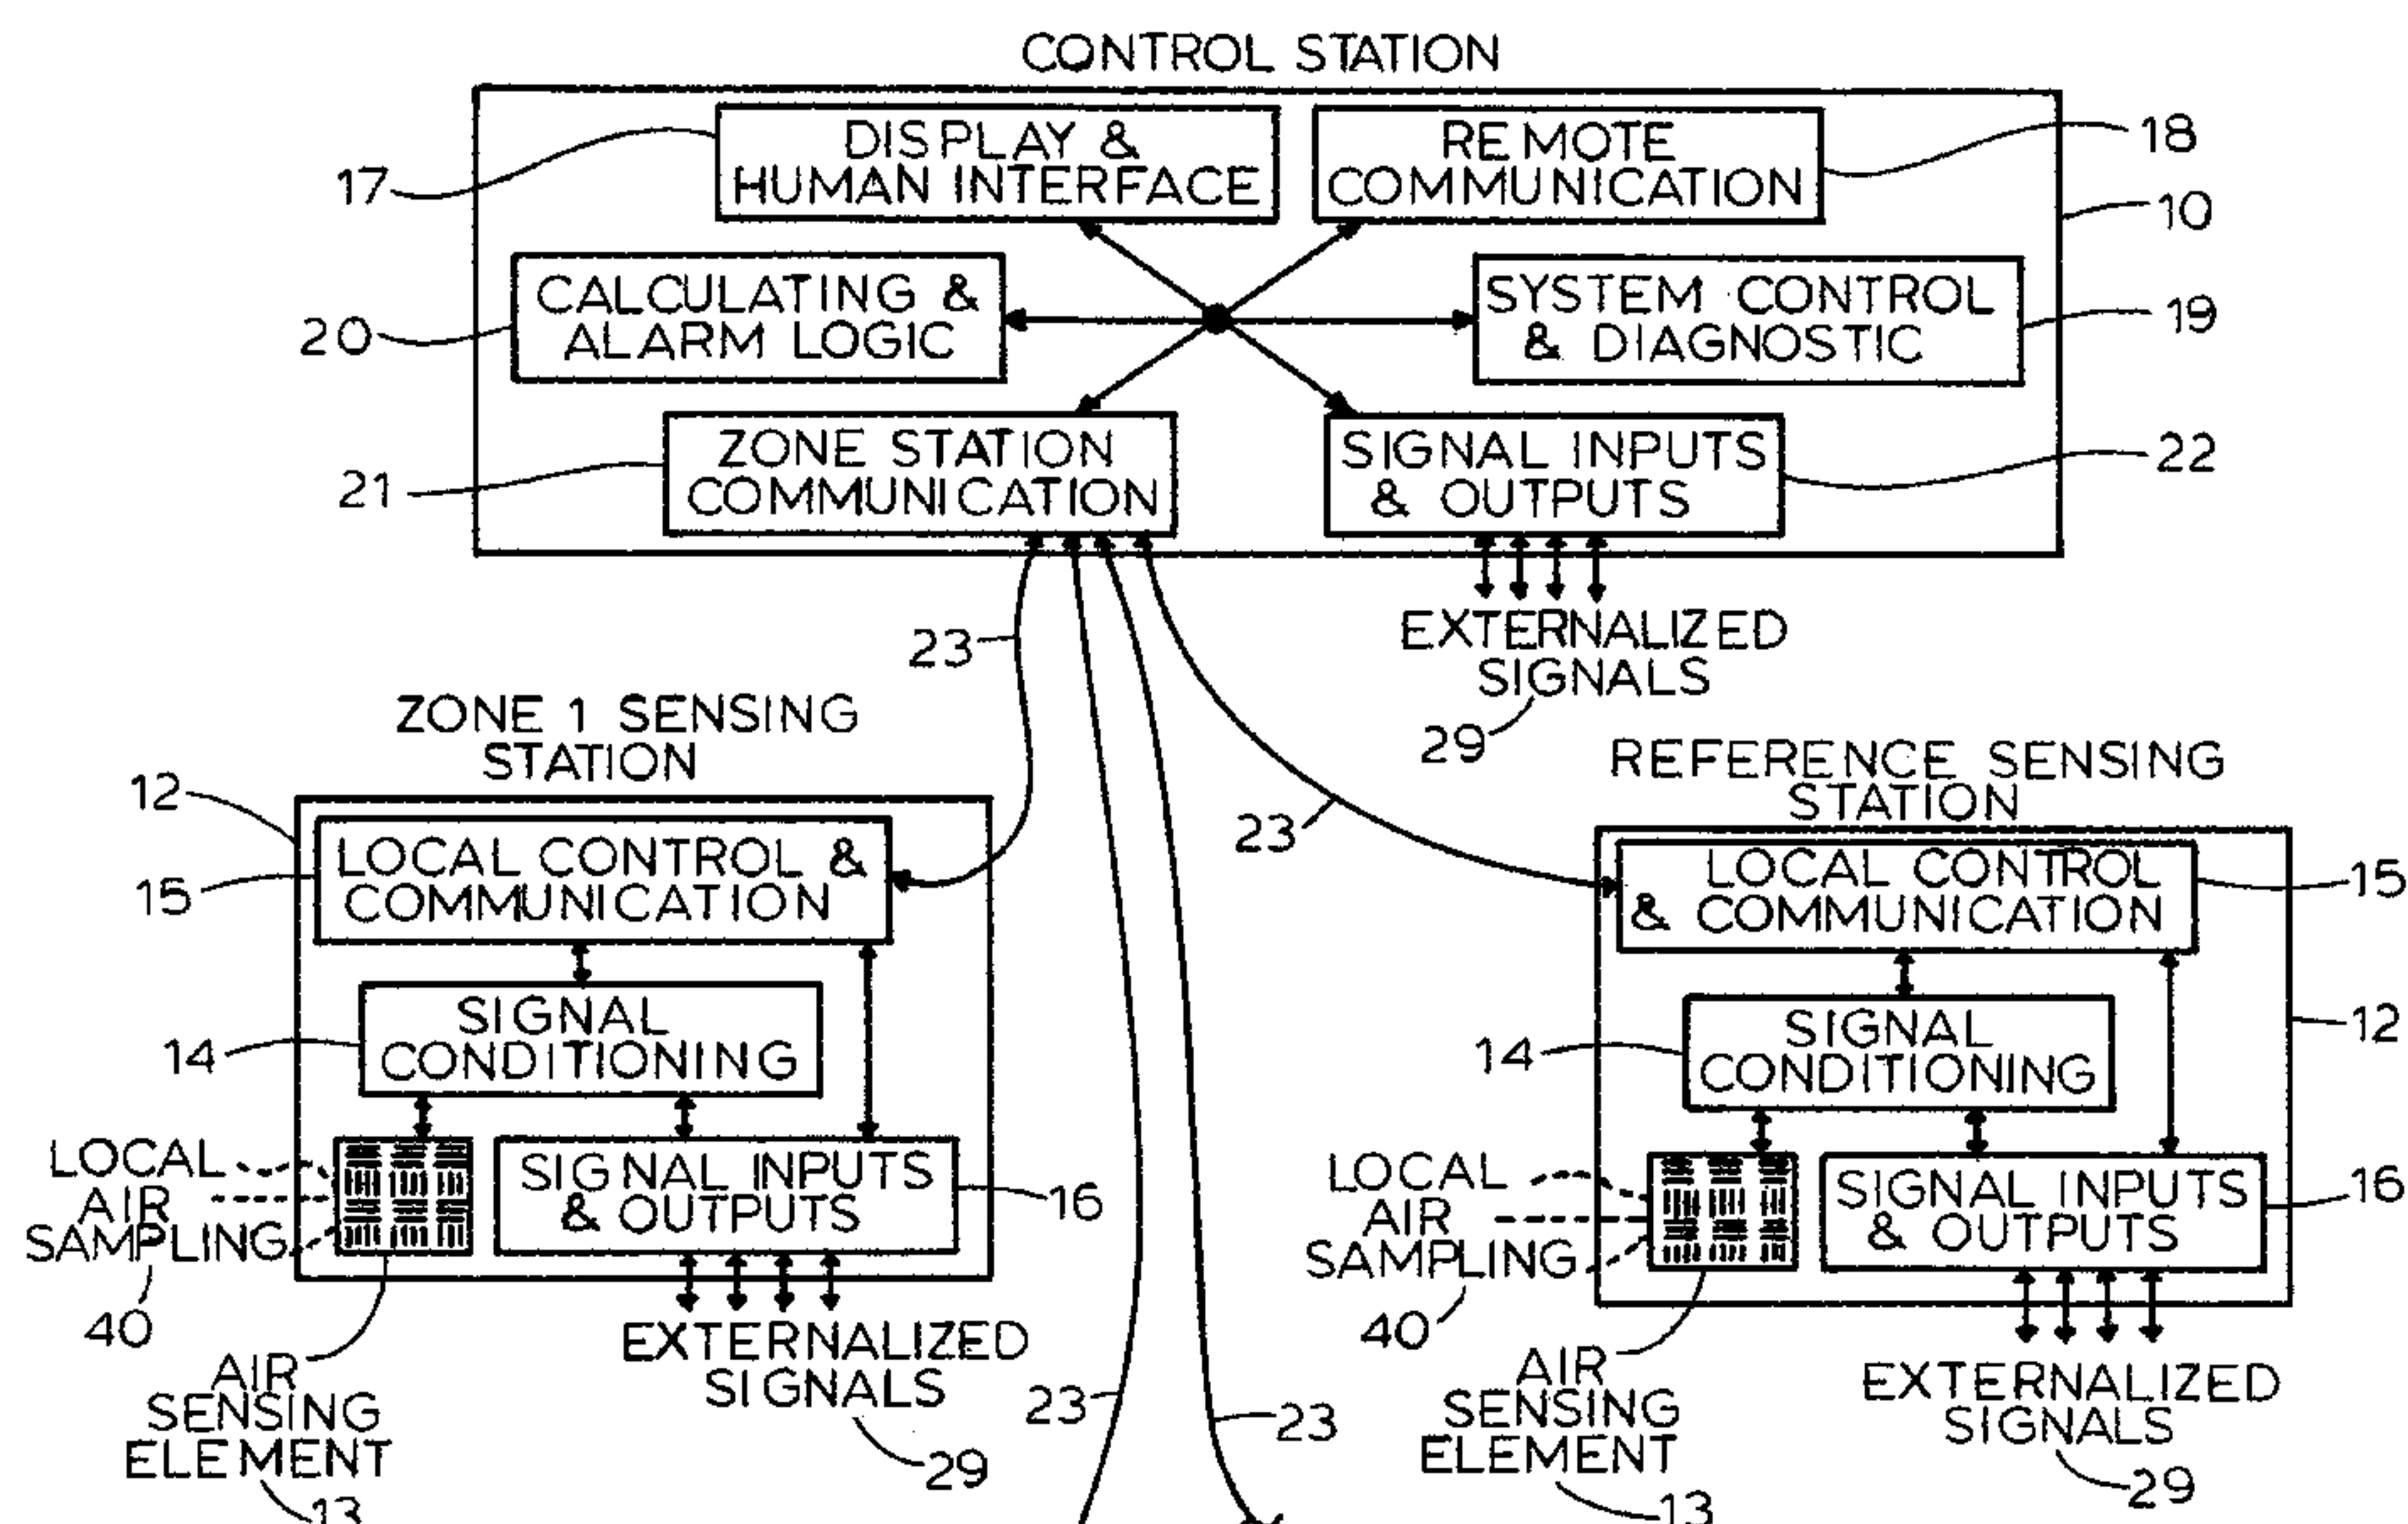 CONTROL STATION
DISPLAY &
HUMAN INTERFACE
17
REMOTE
COMMUNICATION
18
10
CALCULATING &
ALARM LOGIC
20
SYSTEM CONTROL
& DIAGNOSTIC
19
ZONE STATION
COMMUNICATION
21
SIGNAL INPUTS
& OUTPUTS
22
EXTERNALIZED
SIGNALS
29
23
23
ZONE 1 SENSING
STATION
12
LOCAL CONTROL &
COMMUNICATION
15
SIGNAL
CONDITIONING
14
LOCAL
AIR
SAMPLING
40
SIGNAL INPUTS
& OUTPUTS
16
AIR
SENSING
ELEMENT
13
EXTERNALIZED
SIGNALS
29
23
23
REFERENCE SENSING
STATION
LOCAL CONTROL
& COMMUNICATION
15
SIGNAL
CONDITIONING
14
12
LOCAL
AIR
SAMPLING
40
SIGNAL INPUTS
& OUTPUTS
16
AIR
SENSING
ELEMENT
13
EXTERNALIZED
SIGNALS
29